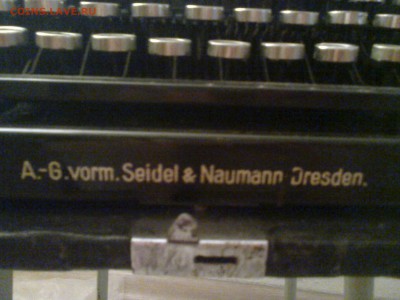 A.-G. vorm. Seidel & Naumann Dresden.